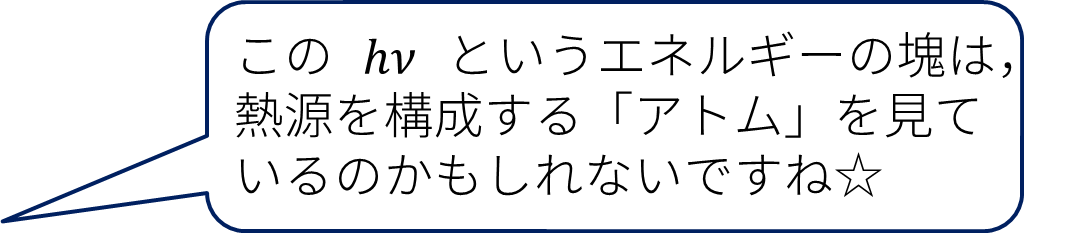 この hν というエネルギーの塊は，
熱源を構成する「アトム」を見て
いるのかもしれないですね☆